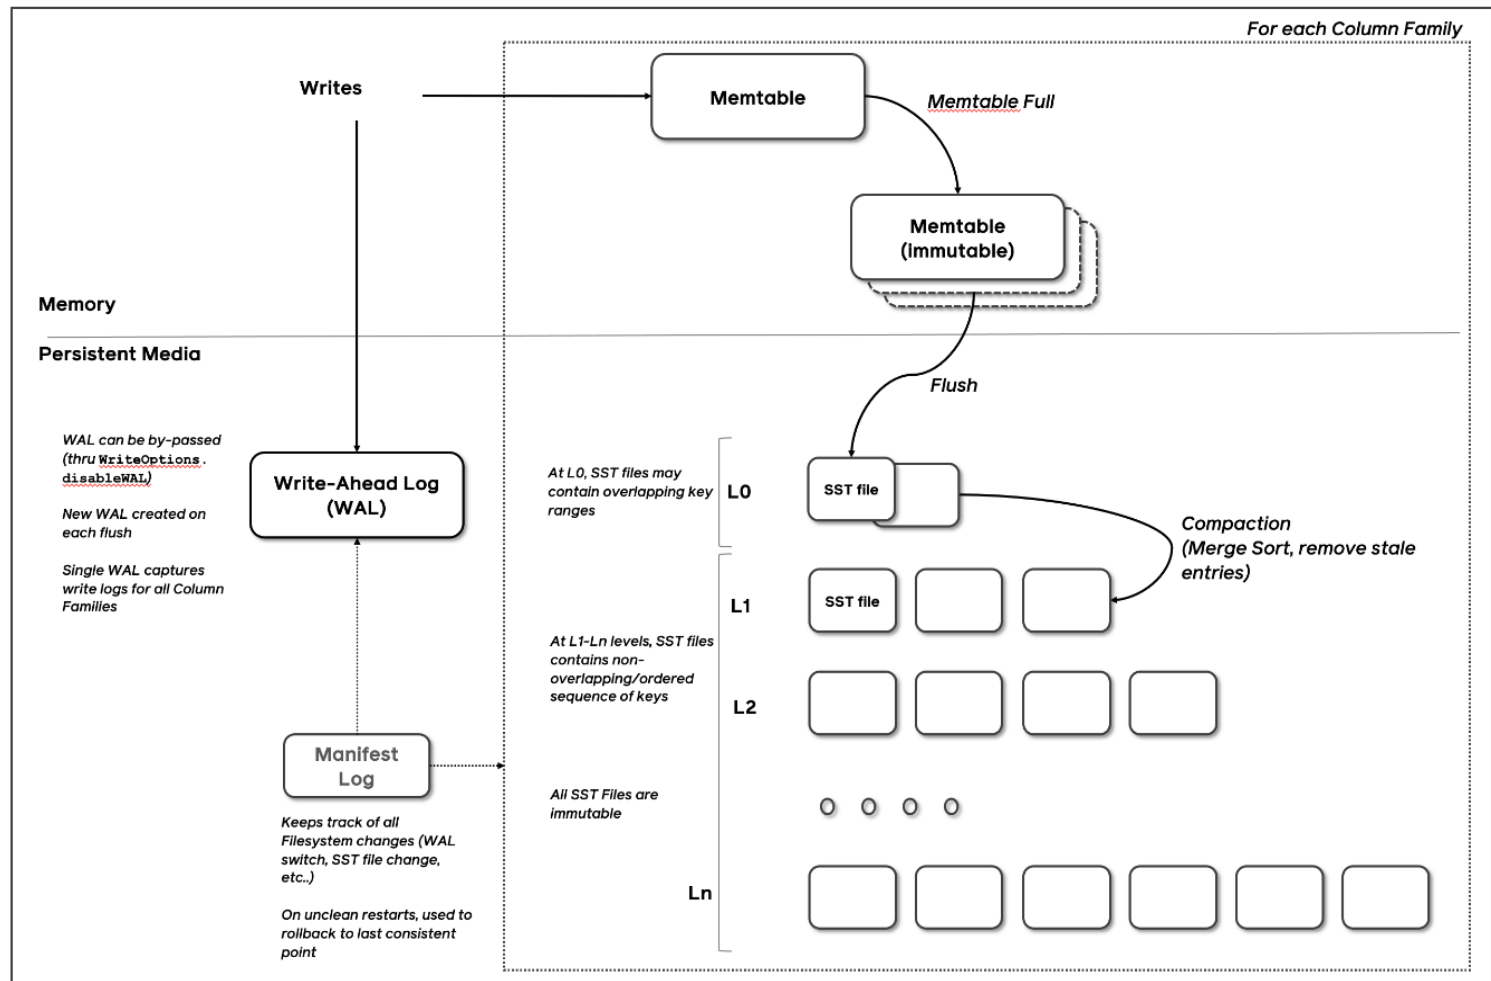 For each Column Family
Writes
Memtable
Memtable Full
Memtable
(immutable)
Memory
Persistent Media
Flush
WAL can be by-passed
(thru WriteOptions.
disableWAL)
New WAL created on
each flush
Single WAL captures
write logs for all Column
Families
Write-Ahead Log
(WAL)
At L0, SST files may
contain overlapping key
ranges
L0
SST file
Compaction
(Merge Sort, remove stale
entries)
L1
SST file
At L1-Ln levels, SST files
contains non-
overlapping/ordered
sequence of keys
L2
Manifest
Log
All SST Files are
immutable
Keeps track of all
Filesystem changes (WAL
switch, SST file change,
etc..)
On unclean restarts, used to
rollback to last consistent
point
Ln